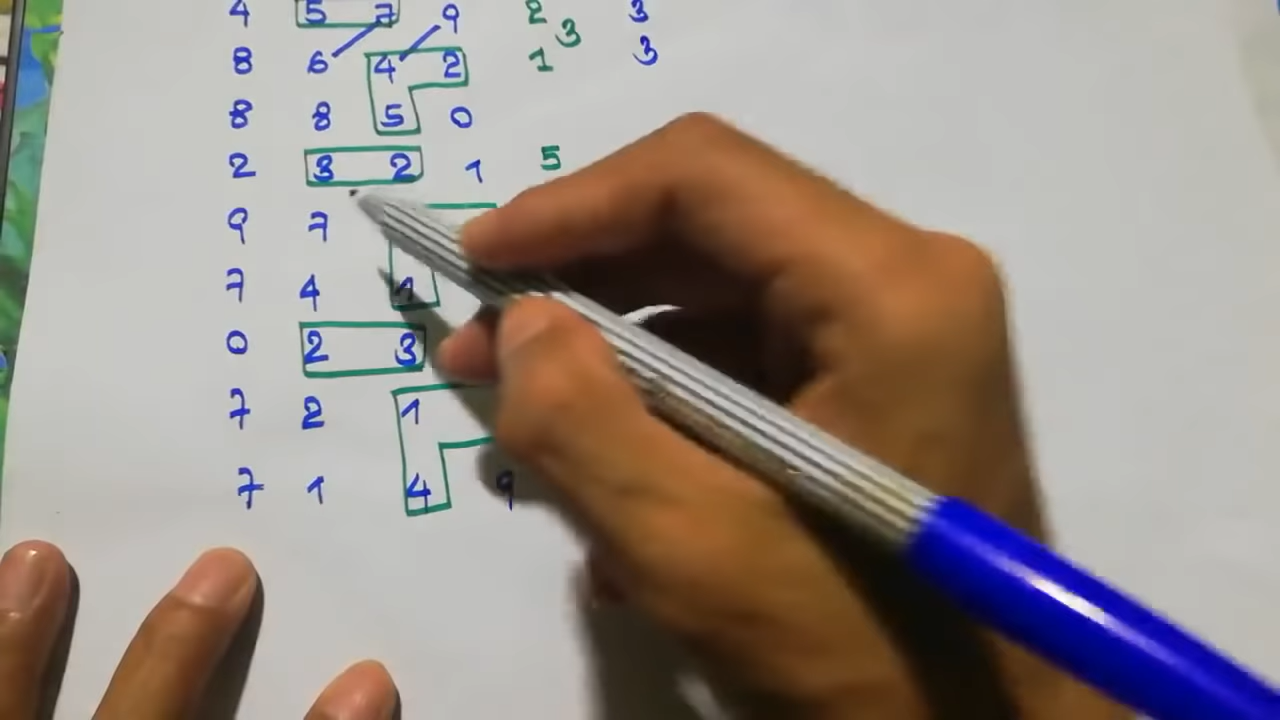 4 5 7 9 2 3 3
8 6 4 2 1 3
8 8 5 0
2 3 2 1 5
9 7
7 4 1
0 2 3
7 2 1
7 1 4 9